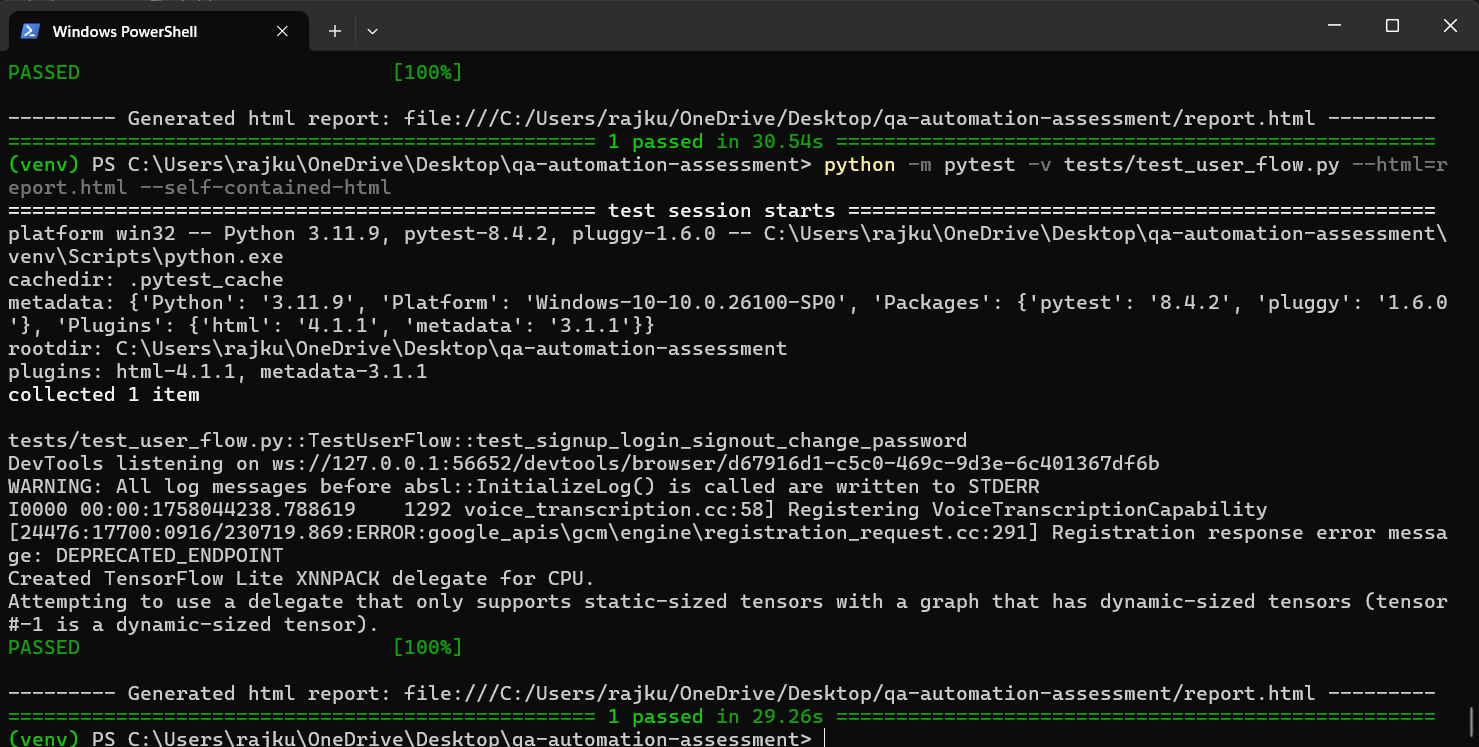 Windows PowerShell
PASSED [100%]
--------- Generated html report: file:///C:/Users/rajku/OneDrive/Desktop/qa-automation-assessment/report.html ---------
================================================= 1 passed in 30.54s ==================================================
(venv) PS C:\Users\rajku\OneDrive\Desktop\qa-automation-assessment> python -m pytest -v tests/test_user_flow.py --html=r
eport.html --self-contained-html
================================================= test session starts =================================================
platform win32 -- Python 3.11.9, pytest-8.4.2, pluggy-1.6.0 -- C:\Users\rajku\OneDrive\Desktop\qa-automation-assessment\
venv\Scripts\python.exe
cachedir: .pytest_cache
metadata: {'Python': '3.11.9', 'Platform': 'Windows-10-10.0.26100-SP0', 'Packages': {'pytest': '8.4.2', 'pluggy': '1.6.0
'}, 'Plugins': {'html': '4.1.1', 'metadata': '3.1.1'}}
rootdir: C:\Users\rajku\OneDrive\Desktop\qa-automation-assessment
plugins: html-4.1.1, metadata-3.1.1
collected 1 item
tests/test_user_flow.py::TestUserFlow::test_signup_login_signout_change_password
DevTools listening on ws://127.0.0.1:56652/devtools/browser/d67916d1-c5c0-469c-9d3e-6c401367df6b
WARNING: All log messages before absl::InitializeLog() is called are written to STDERR
I0000 00:00:1758044238.788619    1292 voice_transcription.cc:58] Registering VoiceTranscriptionCapability
[24476:17700:0916/230719.869:ERROR:google_apis\gcm\engine\registration_request.cc:291] Registration response error messa
ge: DEPRECATED_ENDPOINT
Created TensorFlow Lite XNNPACK delegate for CPU.
Attempting to use a delegate that only supports static-sized tensors with a graph that has dynamic-sized tensors (tensor
#-1 is a dynamic-sized tensor).
PASSED [100%]
--------- Generated html report: file:///C:/Users/rajku/OneDrive/Desktop/qa-automation-assessment/report.html ---------
================================================= 1 passed in 29.26s ==================================================
(venv) PS C:\Users\rajku\OneDrive\Desktop\qa-automation-assessment>